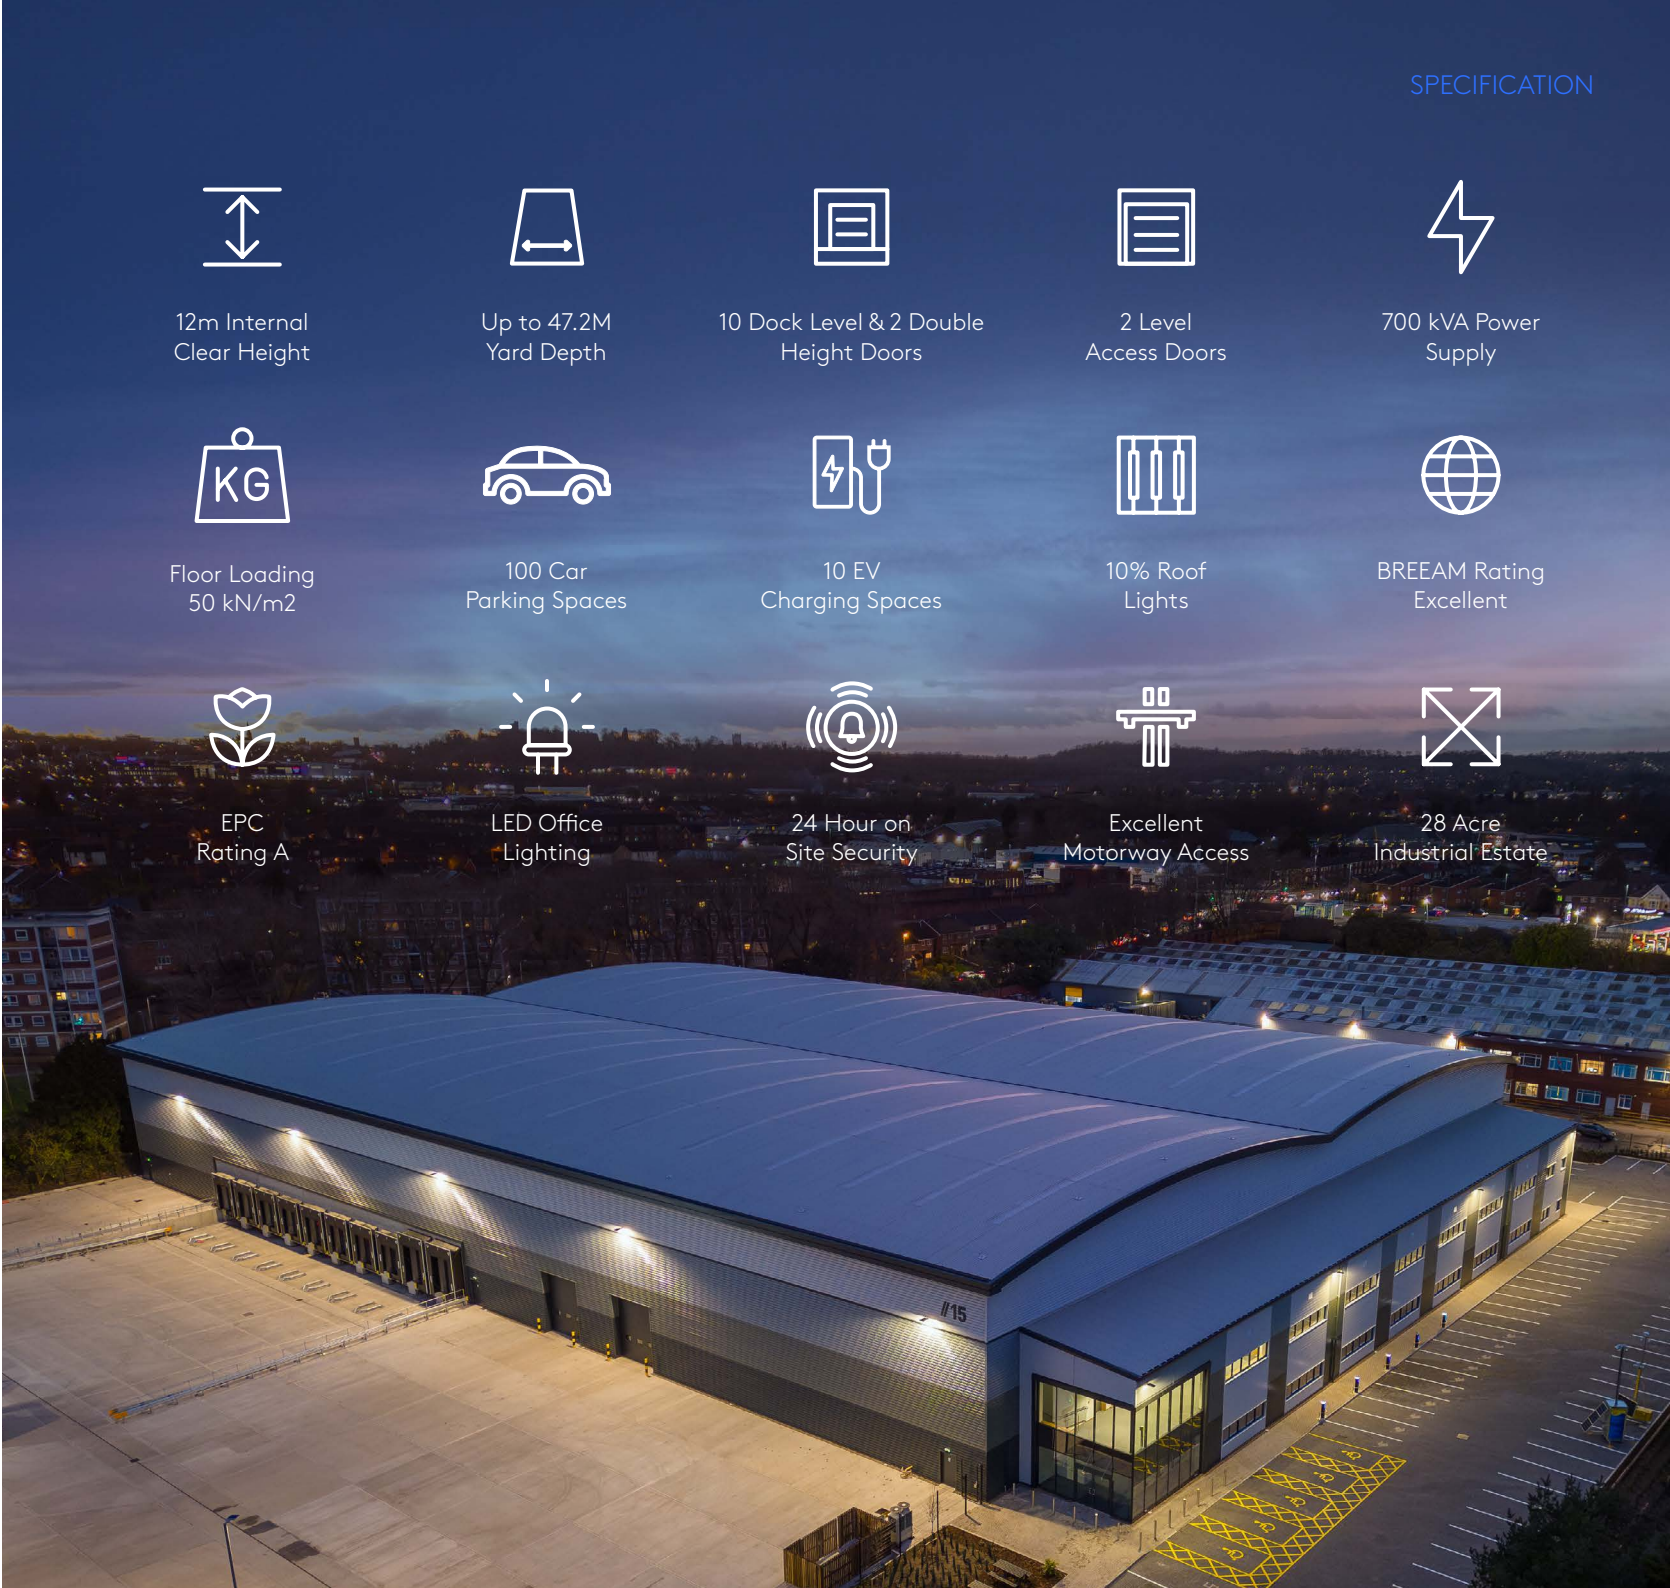 SPECIFICATION
12m Internal
Clear Height
Up to 47.2M
Yard Depth
10 Dock Level & 2 Double
Height Doors
2 Level
Access Doors
700 kVA Power
Supply
KG
Floor Loading
50 kN/m2
100 Car
Parking Spaces
10 EV
Charging Spaces
10% Roof
Lights
BREEAM Rating
Excellent
EPC
Rating A
LED Office
Lighting
24 Hour on
Site Security
Excellent
Motorway Access
28 Acre
Industrial Estate
//15